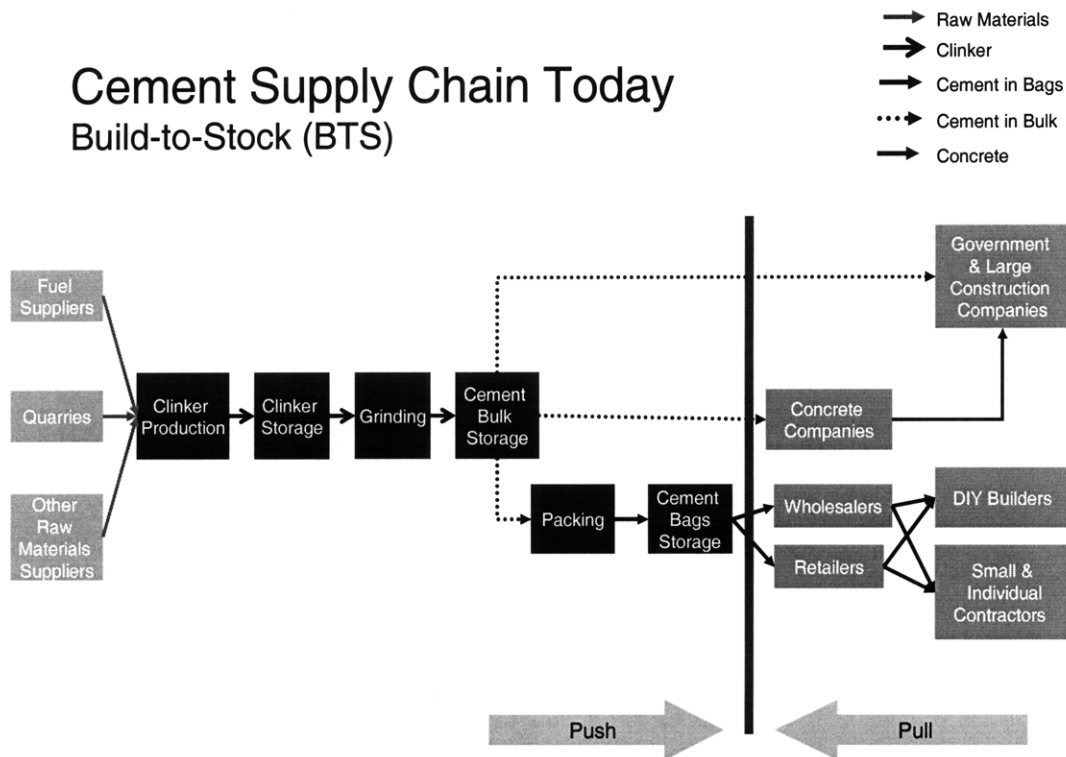 Raw Materials
Clinker
Cement in Bags
Cement in Bulk
Concrete
Cement Supply Chain Today
Build-to-Stock (BTS)
Fuel
Suppliers
Quarries
Other
Raw
Materials
Suppliers
Clinker
Production
Clinker
Storage
Grinding
Cement
Bulk
Storage
Packing
Cement
Bags
Storage
Government
& Large
Construction
Companies
Concrete
Companies
Wholesalers
Retailers
DIY Builders
Small &
Individual
Contractors
Push
Pull